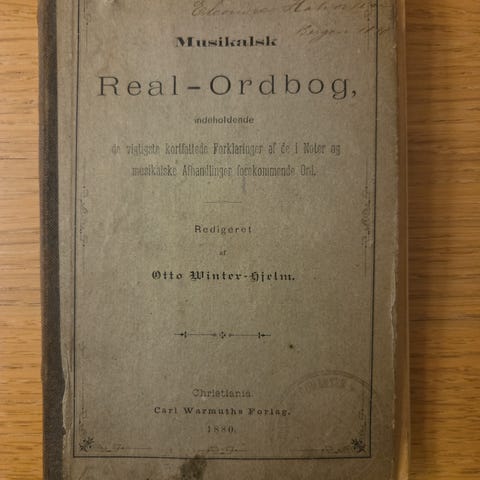 Musikalsk
Real-Ordbog,
indeholdende
de vigtigste kortfattede Forklaringer af de i Noter og
musikalske Afhandlinger forekommende Ord.
Redigeret
af
Otto Winter-Hjelm.
Christiania.
Carl Warmuths Forlag.
1880.